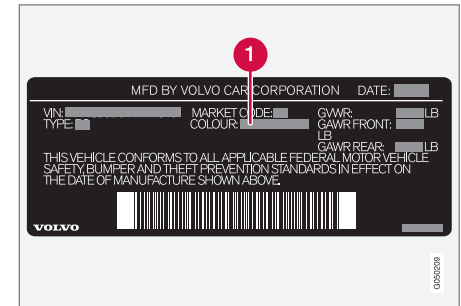 1
MFD BY VOLVO CAR CORPORATION DATE:
VIN: MARKET CODE: GVWR: LB
TYPE: COLOUR: GAWR FRONT:
LB
GAWR REAR: LB
THIS VEHICLE CONFORMS TO ALL APPLICABLE FEDERAL MOTOR VEHICLE
SAFETY, BUMPER AND THEFT PREVENTION STANDARDS IN EFFECT ON
THE DATE OF MANUFACTURE SHOWN ABOVE.
VOLVO
G050209